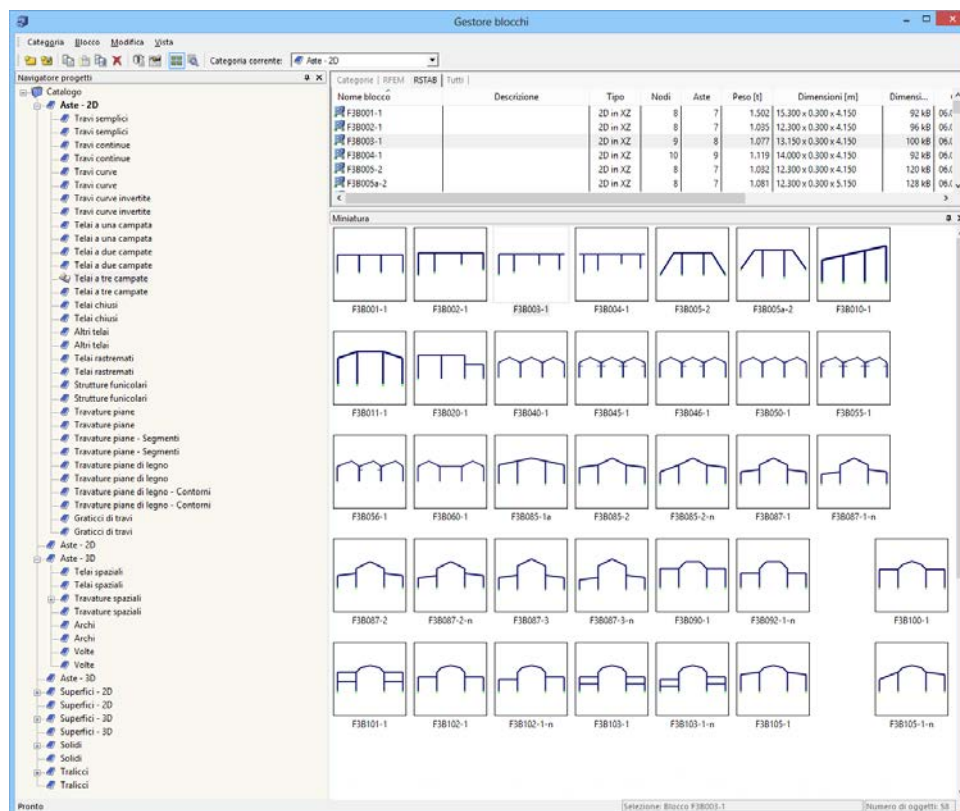 Gestore blocchi
Categoria Blocco Modifica Vista
Categoria corrente: Aste - 2D
Navigatore progetti
Catalogo
Aste - 2D
Travi semplici
Travi semplici
Travi continue
Travi continue
Travi curve
Travi curve
Travi curve invertite
Travi curve invertite
Telai a una campata
Telai a una campata
Telai a due campate
Telai a due campate
Telai a tre campate
Telai a tre campate
Telai chiusi
Telai chiusi
Altri telai
Altri telai
Telai rastremati
Telai rastremati
Strutture funicolari
Strutture funicolari
Travature piane
Travature piane
Travature piane - Segmenti
Travature piane - Segmenti
Travature piane di legno
Travature piane di legno
Travature piane di legno - Contorni
Travature piane di legno - Contorni
Graticci di travi
Graticci di travi
Aste - 2D
Aste - 3D
Telai spaziali
Telai spaziali
Travature spaziali
Travature spaziali
Archi
Archi
Volte
Volte
Aste - 3D
Superfici - 2D
Superfici - 2D
Superfici - 3D
Superfici - 3D
Solidi
Solidi
Tralicci
Tralicci
Categorie RFEM RSTAB Tutti
Nome blocco Descrizione Tipo Nodi Aste Peso [t] Dimensioni [m] Dimensi...
F3B001-1 2D in XZ 8 7 1.502 15.300 x 0.300 x 4.150 92 kB
F3B002-1 2D in XZ 8 7 1.035 12.300 x 0.300 x 4.150 96 kB
F3B003-1 2D in XZ 9 8 1.077 13.150 x 0.300 x 4.150 100 kB
F3B004-1 2D in XZ 10 9 1.119 14.000 x 0.300 x 4.150 92 kB
F3B005-2 2D in XZ 8 7 1.032 12.300 x 0.300 x 4.150 120 kB
F3B005a-2 2D in XZ 8 7 1.081 12.300 x 0.300 x 5.150 128 kB
Miniatura
F3B001-1 F3B002-1 F3B003-1 F3B004-1 F3B005-2 F3B005a-2 F3B010-1
F3B011-1 F3B020-1 F3B040-1 F3B045-1 F3B046-1 F3B050-1 F3B055-1
F3B056-1 F3B060-1 F3B085-1a F3B085-2 F3B085-2-n F3B087-1 F3B087-1-n
F3B087-2 F3B087-2-n F3B087-3 F3B087-3-n F3B090-1 F3B092-1-n F3B100-1
F3B101-1 F3B102-1 F3B102-1-n F3B103-1 F3B103-1-n F3B105-1 F3B105-1-n
Pronto Selezione: Blocco F3B003-1 Numero di oggetti: 58